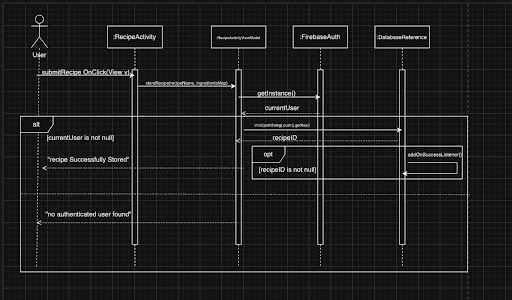 User
:RecipeActivity
:RecipeActivityViewModel
:FirebaseAuth
:DatabaseReference
submitRecipe OnClick(View v)
storeRecipe(recipeName, ingredientsMap)
getInstance()
currentUser
alt
[currentUser is not null]
child(pathString).push().getKey()
recipeID
opt
addOnSuccessListener()
"recipe Successfully Stored"
[recipeID is not null]
"no authenticated user found"